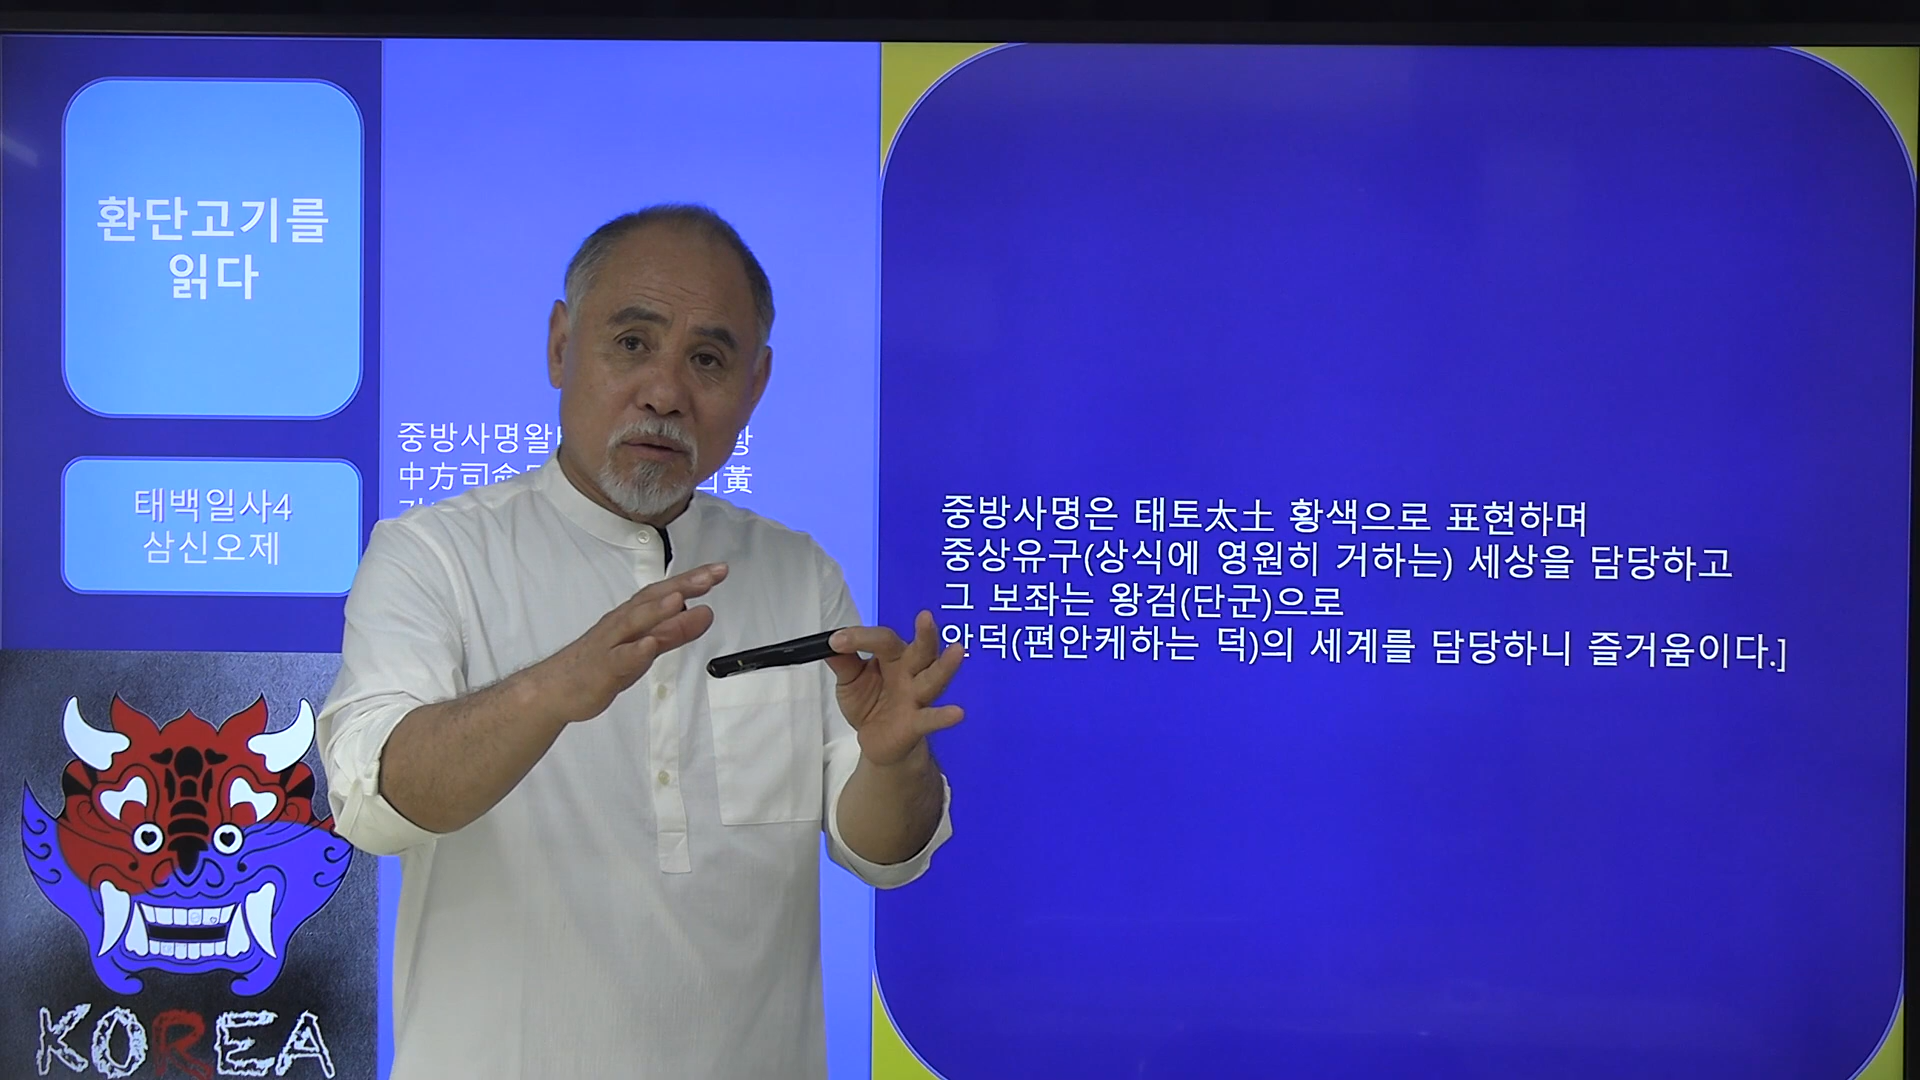 환단고기를
읽다
태백일사4
삼신오제
KOREA
중방사명왈
中方司命
黃
중방사명은 태토太土 황색으로 표현하며
중상유구(상식에 영원히 거하는) 세상을 담당하고
그 보좌는 왕검(단군)으로
안덕(편안케하는 덕)의 세계를 담당하니 즐거움이다.]